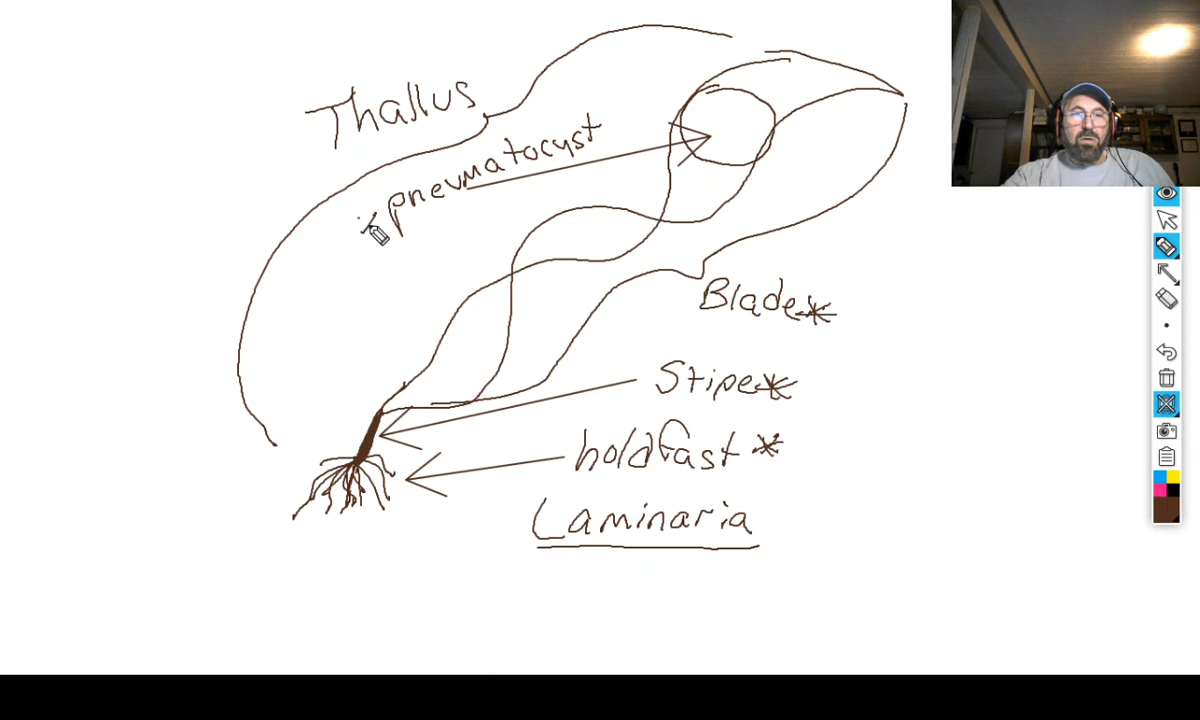 Thallus
pneumatocyst
Blade*
Stipe*
holdfast *
Laminaria